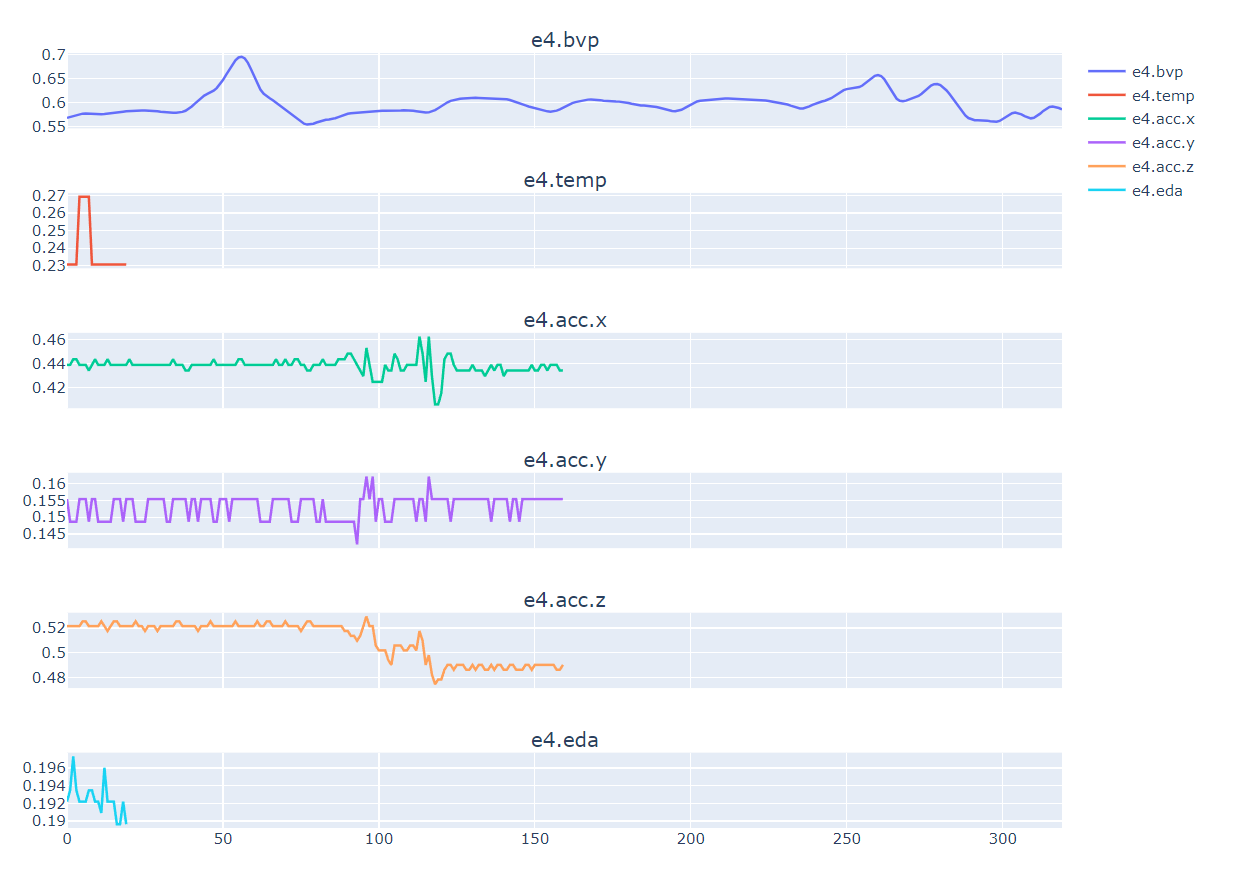 e4.bvp
0.7
0.65
0.6
0.55
e4.bvp
e4.temp
e4.acc.x
e4.acc.y
e4.acc.z
e4.eda
e4.temp
0.27
0.26
0.25
0.24
0.23
e4.acc.x
0.46
0.44
0.42
e4.acc.y
0.16
0.155
0.15
0.145
e4.acc.z
0.52
0.5
0.48
e4.eda
0.196
0.194
0.192
0.19
0 50 100 150 200 250 300